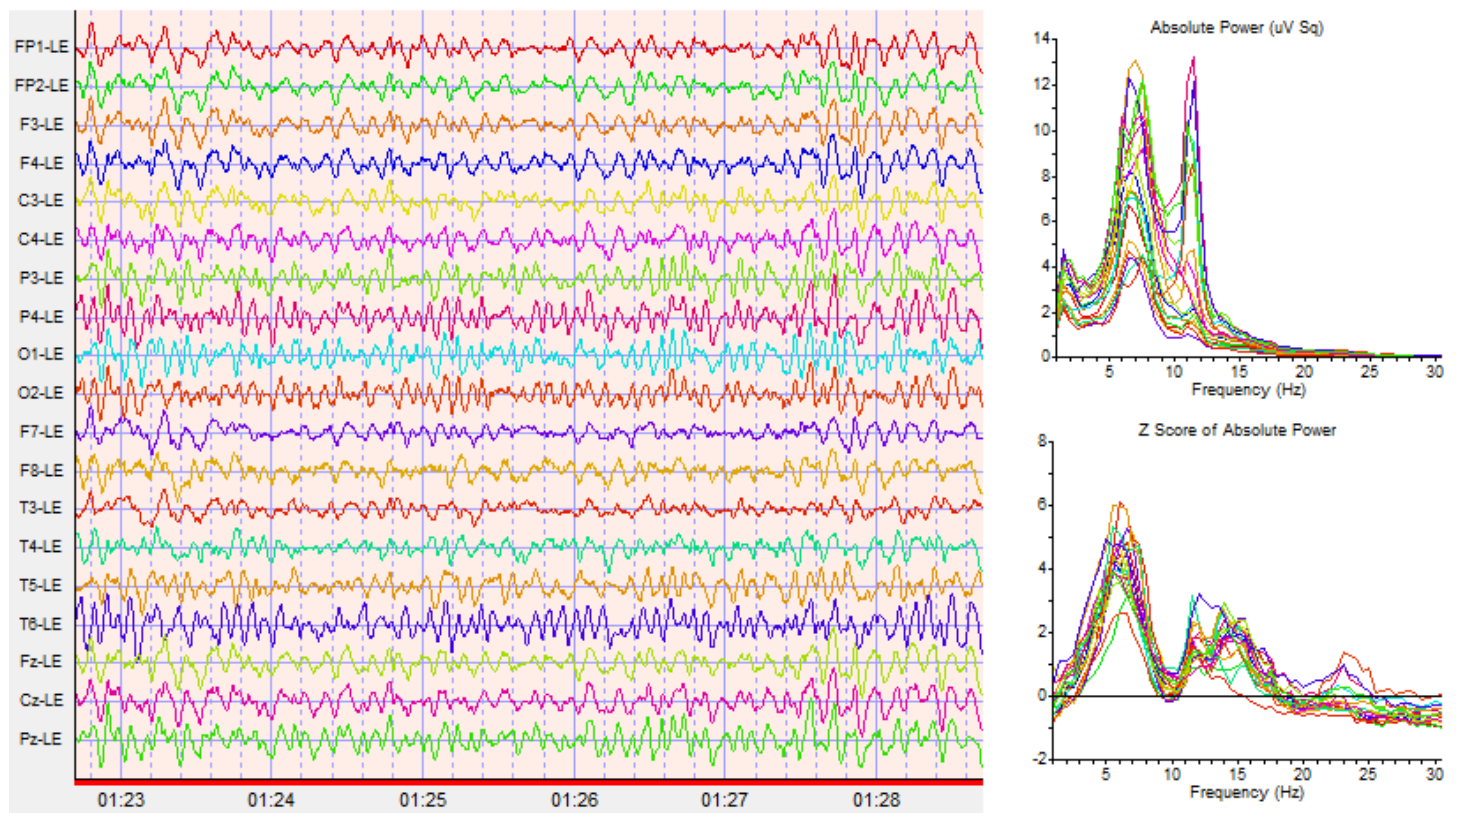 FP1-LE
FP2-LE
F3-LE
F4-LE
C3-LE
C4-LE
P3-LE
P4-LE
O1-LE
O2-LE
F7-LE
F8-LE
T3-LE
T4-LE
T5-LE
T6-LE
Fz-LE
Cz-LE
Pz-LE
01:23 01:24 01:25 01:26 01:27 01:28
Absolute Power (uV Sq)
14
12
10
8
6
4
2
0
5 10 15 20 25 30
Frequency (Hz)
Z Score of Absolute Power
8
6
4
2
0
-2
5 10 15 20 25 30
Frequency (Hz)